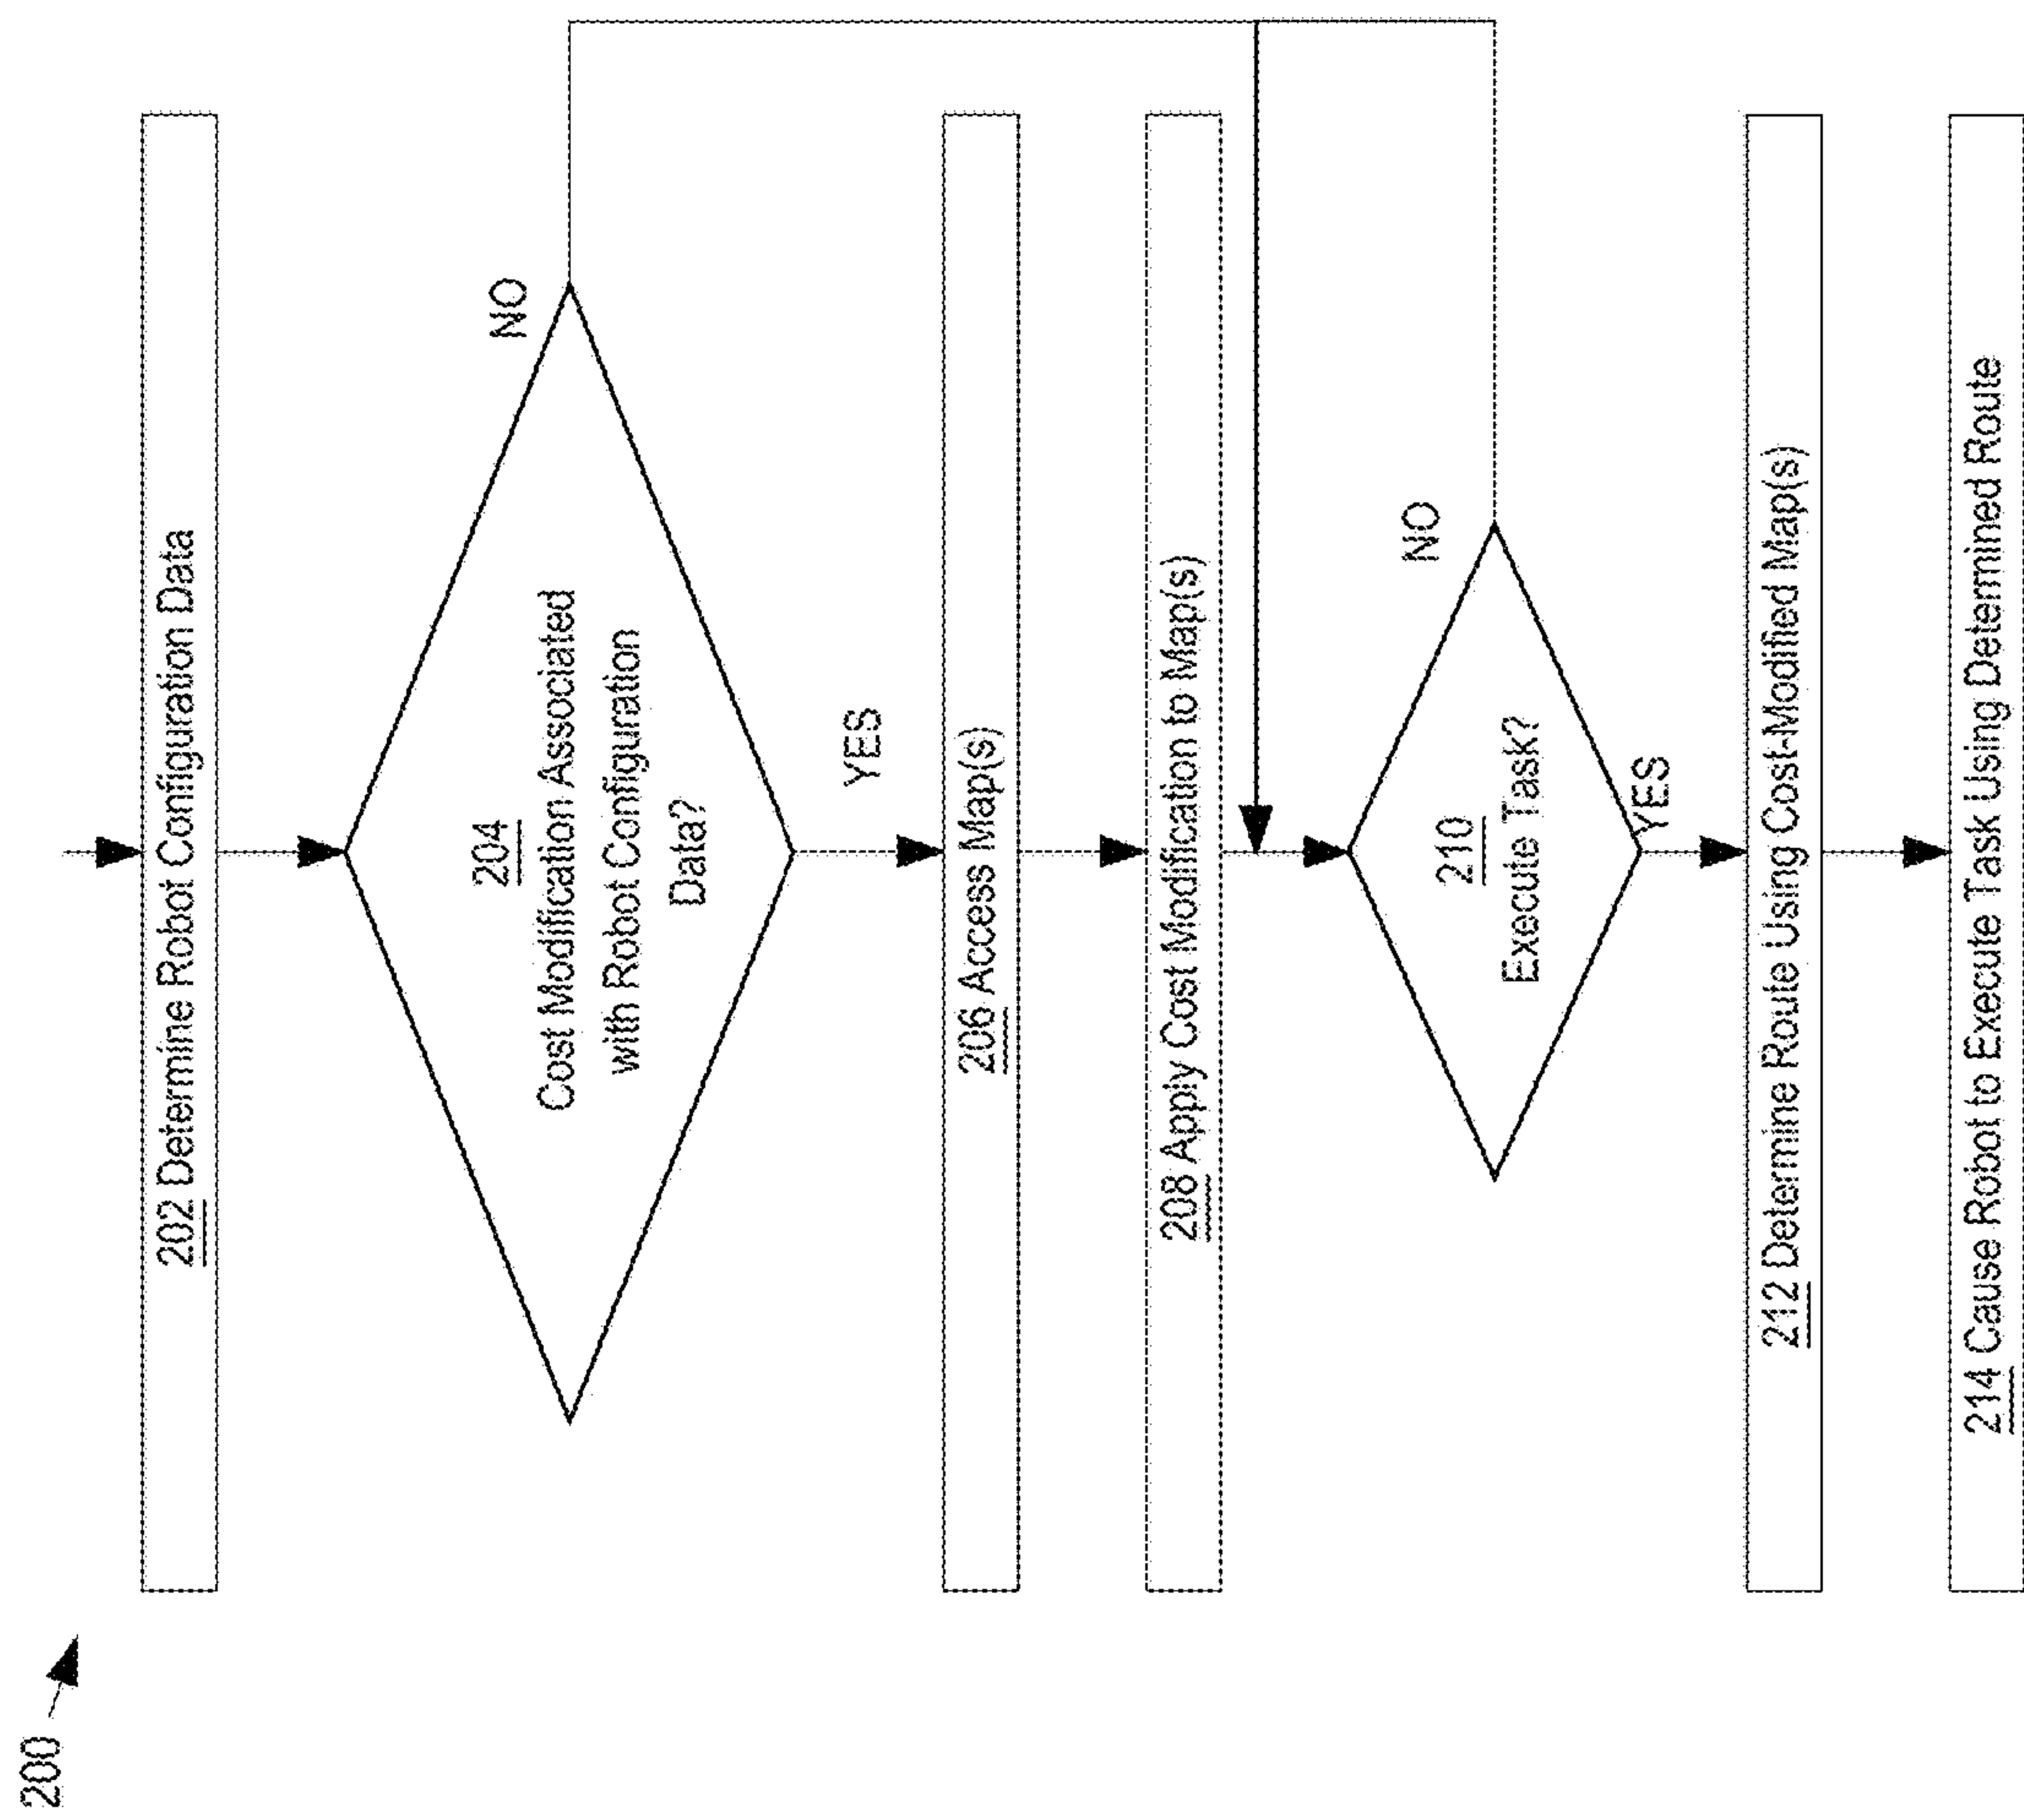 200
202 Determine Robot Configuration Data
204
Cost Modification Associated
with Robot Configuration
Data?
NO
YES
206 Access Map(s)
208 Apply Cost Modification to Map(s)
210
Execute Task?
NO
YES
212 Determine Route Using Cost-Modified Map(s)
214 Cause Robot to Execute Task Using Determined Route